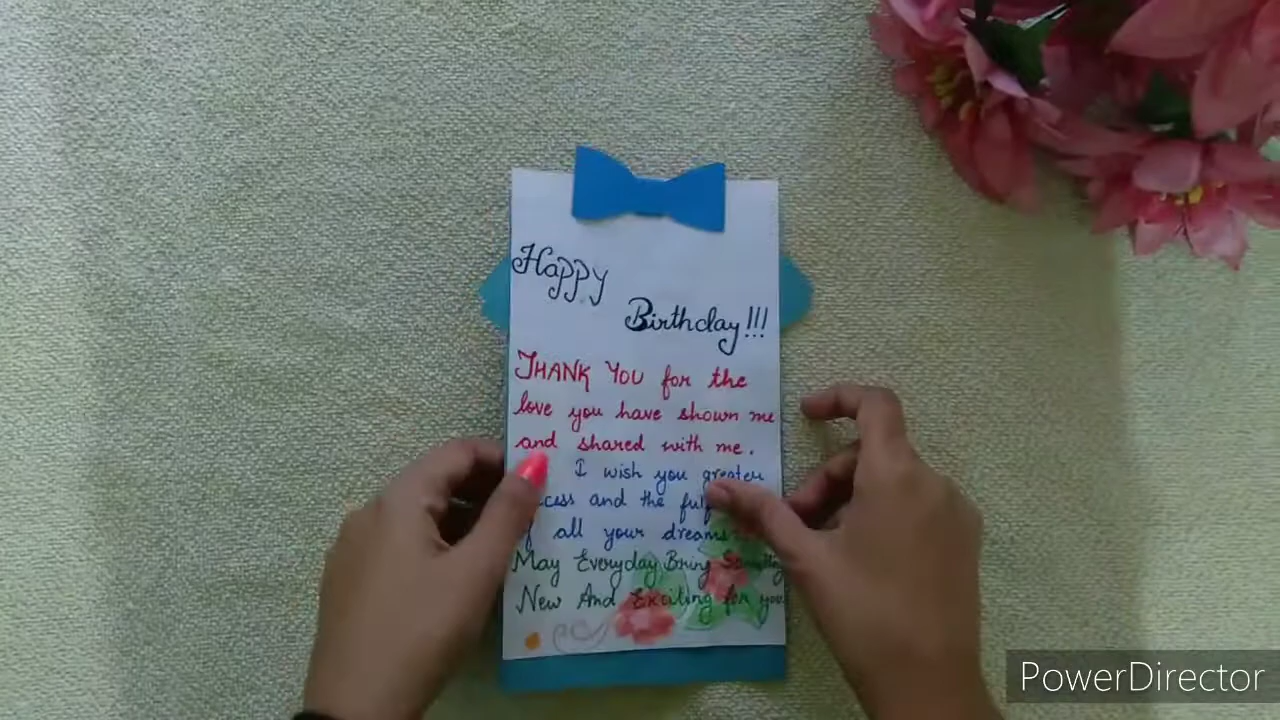 Happy
Birthday!!!
THANK YOU for the
love you have shown me
and shared with me.
I wish you greater
and the
all your dreams
May Everyday Bring
New And Exciting for you
PowerDirector